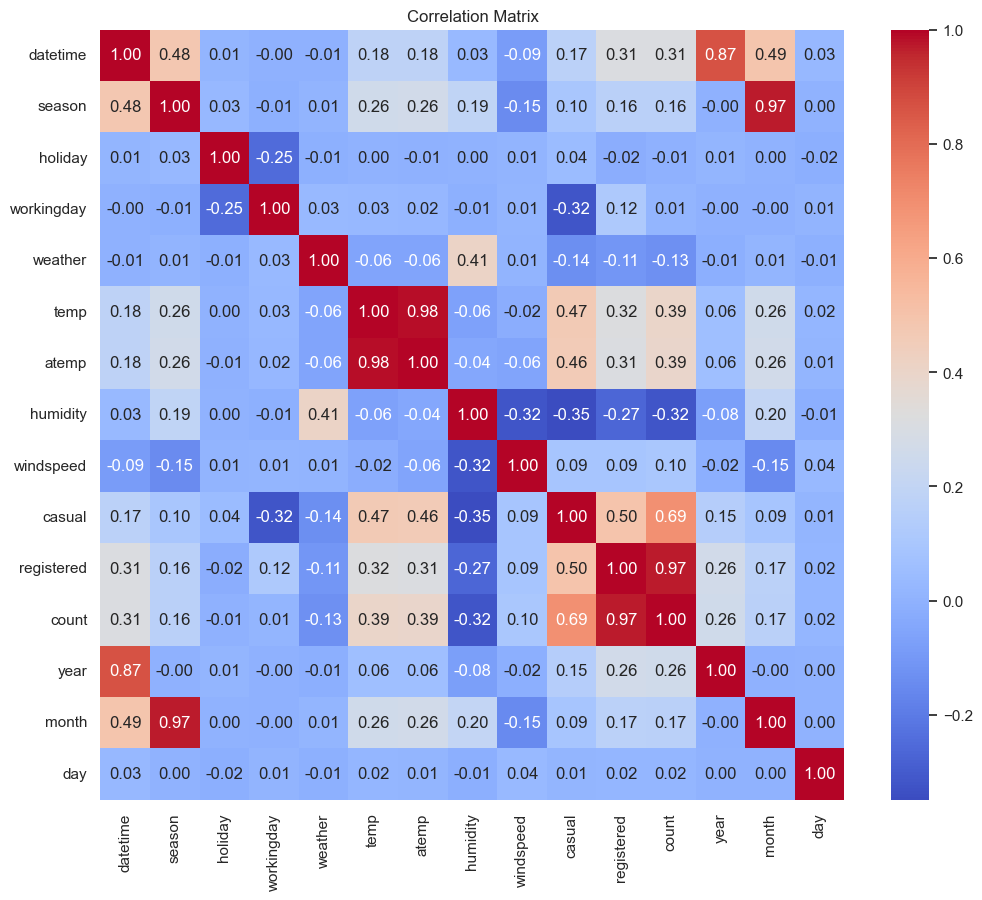 Correlation Matrix
datetime 1.00 0.48 0.01 -0.00 -0.01 0.18 0.18 0.03 -0.09 0.17 0.31 0.31 0.87 0.49 0.03
season 0.48 1.00 0.03 -0.01 0.01 0.26 0.26 0.19 -0.15 0.10 0.16 0.16 -0.00 0.97 0.00
holiday 0.01 0.03 1.00 -0.25 -0.01 0.00 -0.01 0.00 0.01 0.04 -0.02 -0.01 0.01 0.00 -0.02
workingday -0.00 -0.01 -0.25 1.00 0.03 0.03 0.02 -0.01 0.01 -0.32 0.12 0.01 -0.00 -0.00 0.01
weather -0.01 0.01 -0.01 0.03 1.00 -0.06 -0.06 0.41 0.01 -0.14 -0.11 -0.13 -0.01 0.01 -0.01
temp 0.18 0.26 0.00 0.03 -0.06 1.00 0.98 -0.06 -0.02 0.47 0.32 0.39 0.06 0.26 0.02
atemp 0.18 0.26 -0.01 0.02 -0.06 0.98 1.00 -0.04 -0.06 0.46 0.31 0.39 0.06 0.26 0.01
humidity 0.03 0.19 0.00 -0.01 0.41 -0.06 -0.04 1.00 -0.32 -0.35 -0.27 -0.32 -0.08 0.20 -0.01
windspeed -0.09 -0.15 0.01 0.01 0.01 -0.02 -0.06 -0.32 1.00 0.09 0.09 0.10 -0.02 -0.15 0.04
casual 0.17 0.10 0.04 -0.32 -0.14 0.47 0.46 -0.35 0.09 1.00 0.50 0.69 0.15 0.09 0.01
registered 0.31 0.16 -0.02 0.12 -0.11 0.32 0.31 -0.27 0.09 0.50 1.00 0.97 0.26 0.17 0.02
count 0.31 0.16 -0.01 0.01 -0.13 0.39 0.39 -0.32 0.10 0.69 0.97 1.00 0.26 0.17 0.02
year 0.87 -0.00 0.01 -0.00 -0.01 0.06 0.06 -0.08 -0.02 0.15 0.26 0.26 1.00 -0.00 0.00
month 0.49 0.97 0.00 -0.00 0.01 0.26 0.26 0.20 -0.15 0.09 0.17 0.17 -0.00 1.00 0.00
day 0.03 0.00 -0.02 0.01 -0.01 0.02 0.01 -0.01 0.04 0.01 0.02 0.02 0.00 0.00 1.00
datetime season holiday workingday weather temp atemp humidity windspeed casual registered count year month day
1.0
0.8
0.6
0.4
0.2
0.0
−0.2